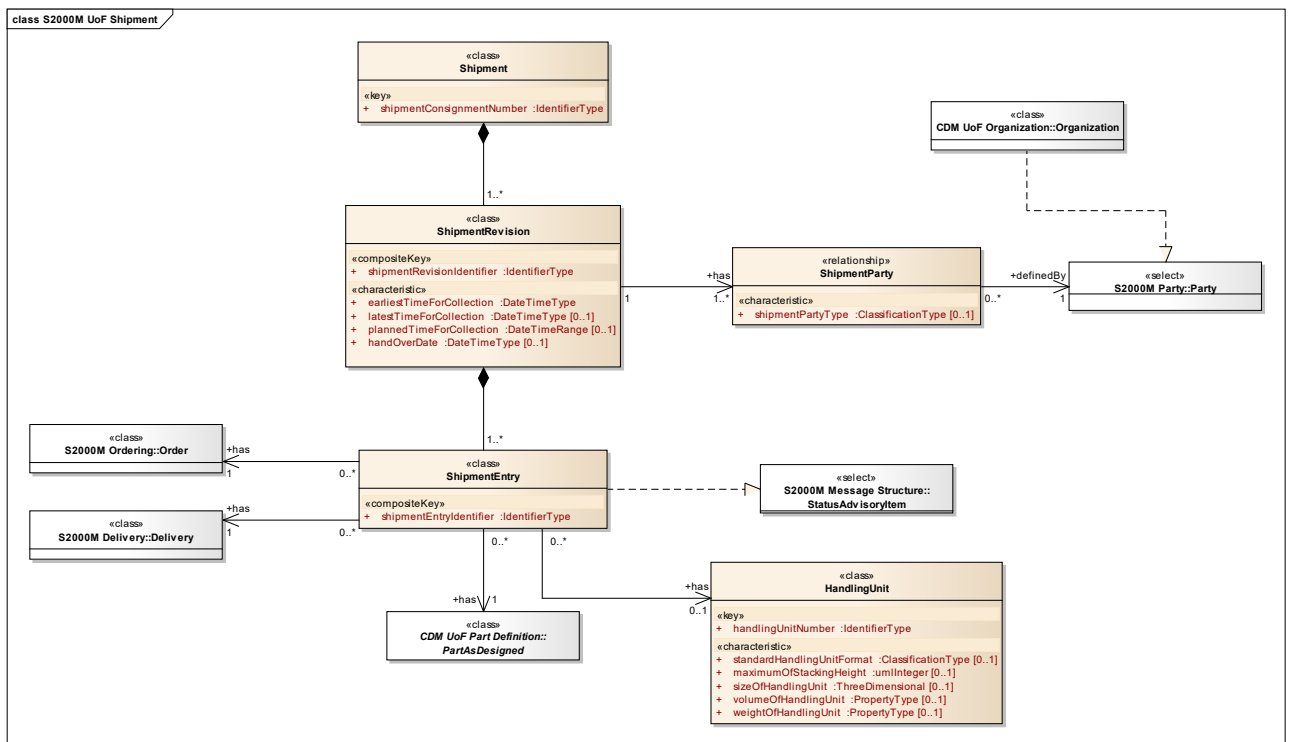 class S2000M UoF Shipment
«class»
Shipment
«key»
+ shipmentConsignmentNumber :IdentifierType
1..*
«class»
ShipmentRevision
«compositeKey»
+ shipmentRevisionIdentifier :IdentifierType
«characteristic»
+ earliestTimeForCollection :DateTimeType
+ latestTimeForCollection :DateTimeType [0..1]
+ plannedTimeForCollection :DateTimeRange [0..1]
+ handOverDate :DateTimeType [0..1]
1
+has
1..*
«relationship»
ShipmentParty
«characteristic»
+ shipmentPartyType :ClassificationType [0..1]
0..*
+definedBy
1
«class»
CDM UoF Organization::Organization
«select»
S2000M Party::Party
1..*
«class»
S2000M Ordering::Order
+has
1
0..*
«class»
S2000M Delivery::Delivery
+has
1
0..*
«class»
ShipmentEntry
«compositeKey»
+ shipmentEntryIdentifier :IdentifierType
«select»
S2000M Message Structure::
StatusAdvisoryItem
0..*
0..*
+has
1
«class»
CDM UoF Part Definition::
PartAsDesigned
+has
0..1
«class»
HandlingUnit
«key»
+ handlingUnitNumber :IdentifierType
«characteristic»
+ standardHandlingUnitFormat :ClassificationType [0..1]
+ maximumOfStackingHeight :umlInteger [0..1]
+ sizeOfHandlingUnit :ThreeDimensional [0..1]
+ volumeOfHandlingUnit :PropertyType [0..1]
+ weightOfHandlingUnit :PropertyType [0..1]